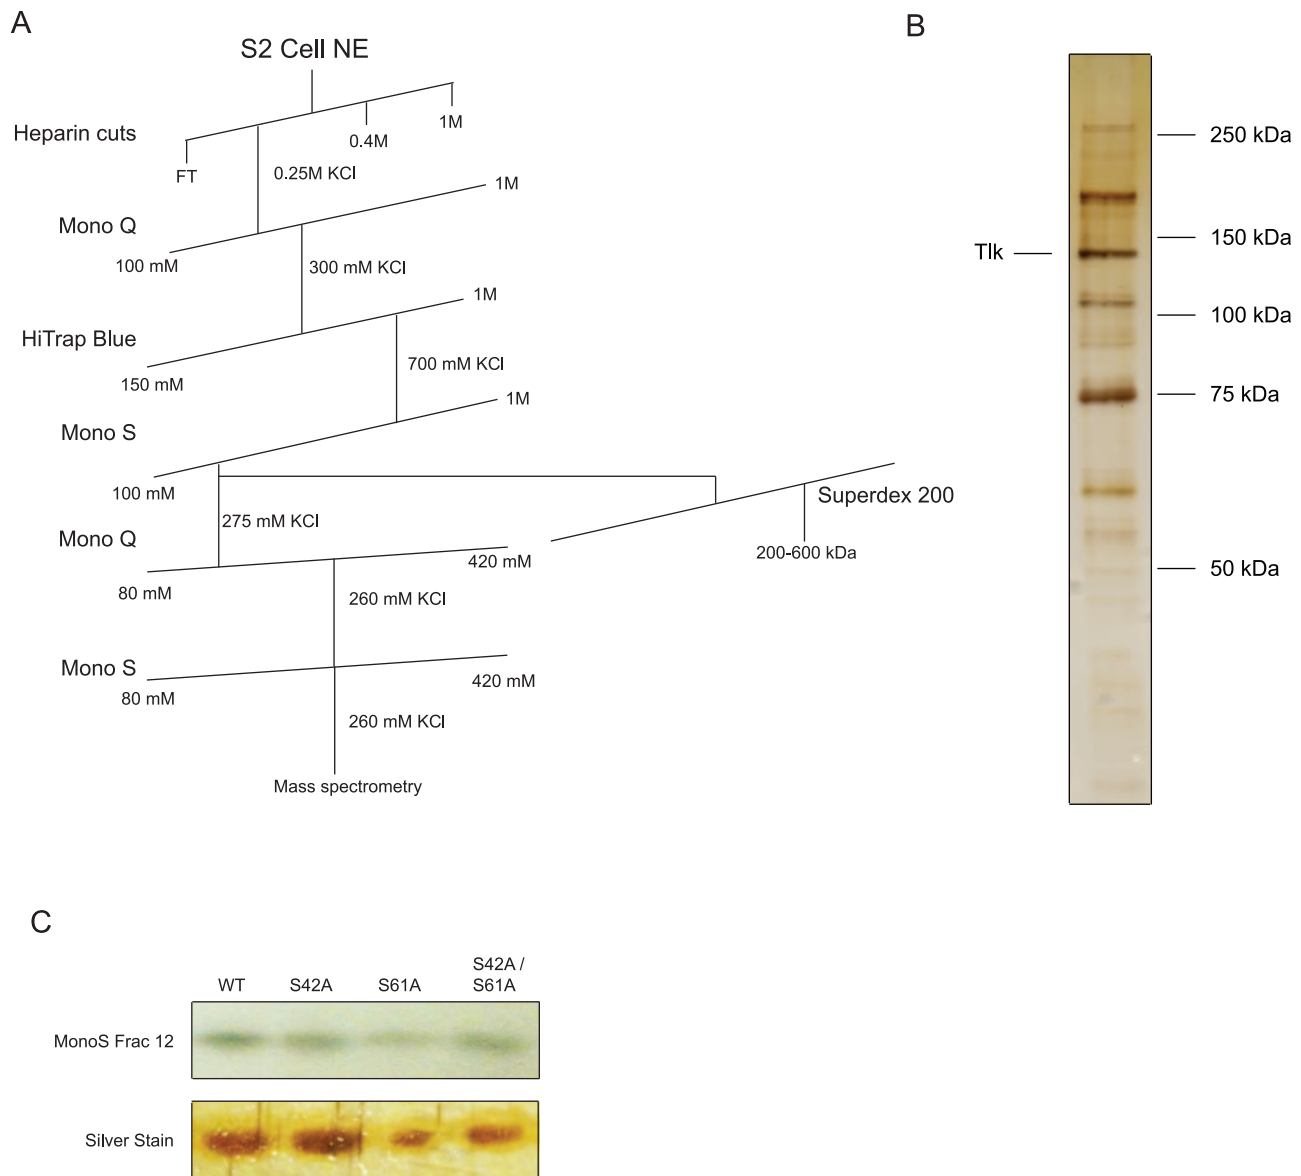 A
S2 Cell NE
Heparin cuts
FT
0.25M KCl
0.4M
1M
Mono Q
100 mM
300 mM KCl
1M
HiTrap Blue
150 mM
700 mM KCl
1M
Mono S
100 mM
275 mM KCl
1M
Superdex 200
200-600 kDa
Mono Q
80 mM
260 mM KCl
420 mM
Mono S
80 mM
260 mM KCl
420 mM
Mass spectrometry
B
Tlk
250 kDa
150 kDa
100 kDa
75 kDa
50 kDa
C
WT
S42A
S61A
S42A /
S61A
MonoS Frac 12
Silver Stain